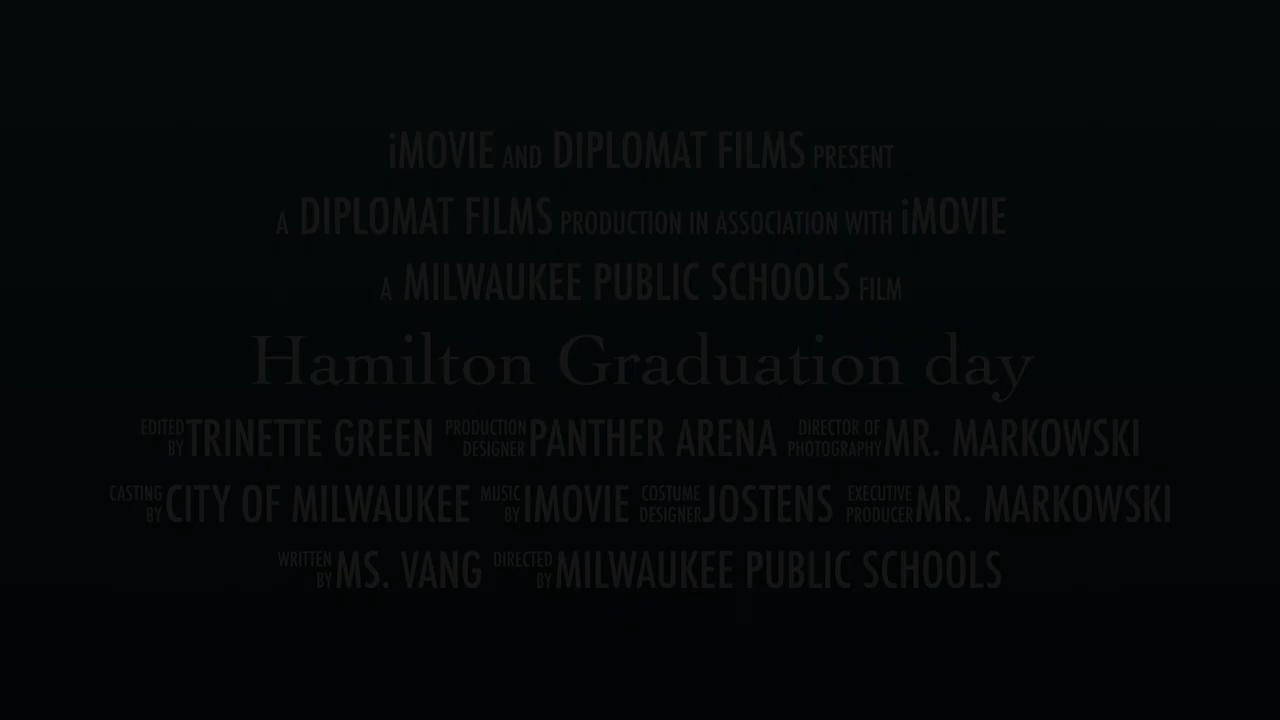 iMOVIE AND DIPLOMAT FILMS PRESENT
A DIPLOMAT FILMS PRODUCTION IN ASSOCIATION WITH iMOVIE
A MILWAUKEE PUBLIC SCHOOLS FILM
Hamilton Graduation day
EDITED BY TRINETTE GREEN PRODUCTION DESIGNER PANTHER ARENA DIRECTOR OF PHOTOGRAPHY MR. MARKOWSKI
CASTING BY CITY OF MILWAUKEE MUSIC BY IMOVIE COSTUME DESIGNER JOSTENS EXECUTIVE PRODUCER MR. MARKOWSKI
WRITTEN BY MS. VANG DIRECTED BY MILWAUKEE PUBLIC SCHOOLS